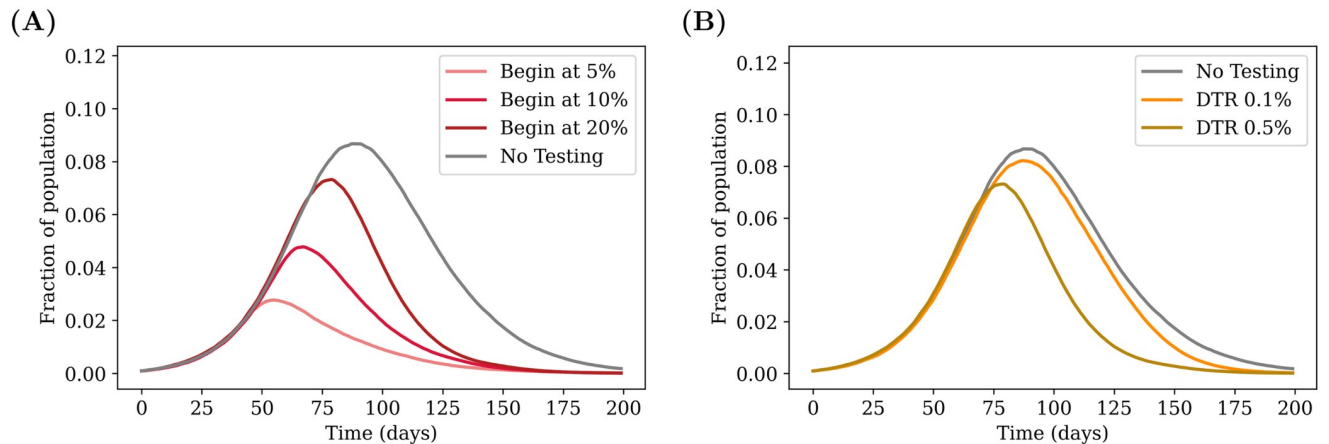 (A)
0.12
0.10
0.08
0.06
0.04
0.02
0.00
Fraction of population
0 25 50 75 100 125 150 175 200
Time (days)
Begin at 5%
Begin at 10%
Begin at 20%
No Testing
(B)
0.12
0.10
0.08
0.06
0.04
0.02
0.00
Fraction of population
0 25 50 75 100 125 150 175 200
Time (days)
No Testing
DTR 0.1%
DTR 0.5%